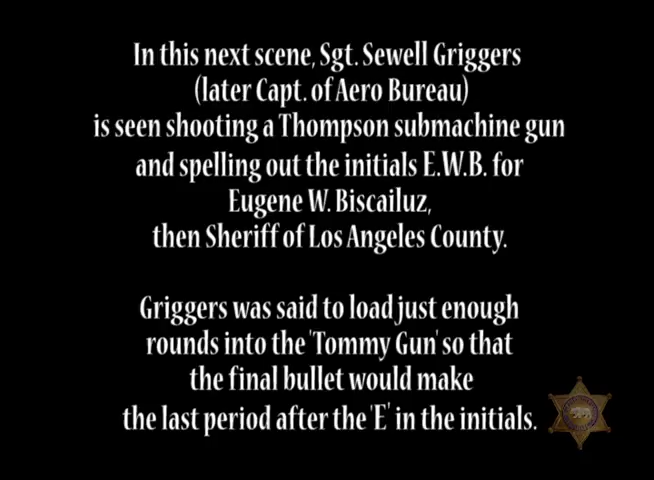 In this next scene, Sgt. Sewell Griggers
(later Capt. of Aero Bureau)
is seen shooting a Thompson submachine gun
and spelling out the initials E.W.B. for
Eugene W. Biscailuz,
then Sheriff of Los Angeles County.
Griggers was said to load just enough
rounds into the 'Tommy Gun' so that
the final bullet would make
the last period after the 'E' in the initials.